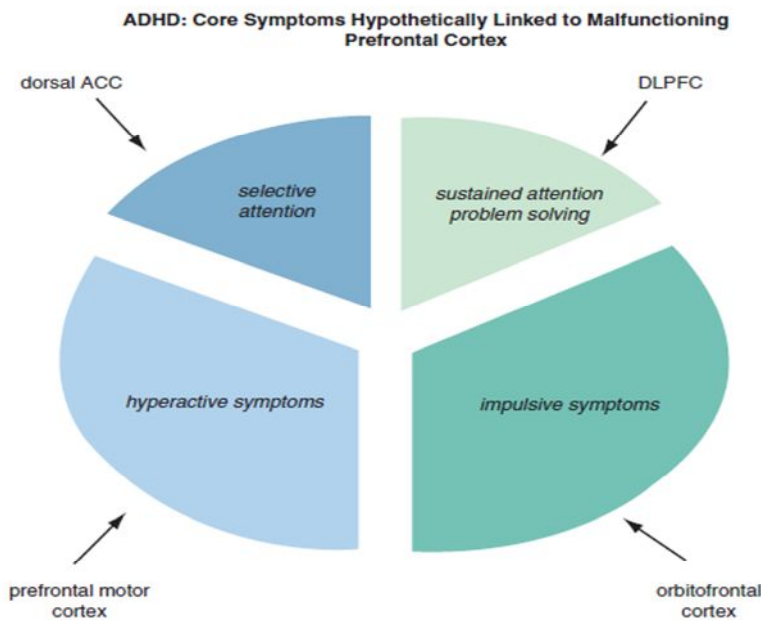 ADHD: Core Symptoms Hypothetically Linked to Malfunctioning
Prefrontal Cortex
dorsal ACC
DLPFC
selective
attention
sustained attention
problem solving
hyperactive symptoms
impulsive symptoms
prefrontal motor
cortex
orbitofrontal
cortex